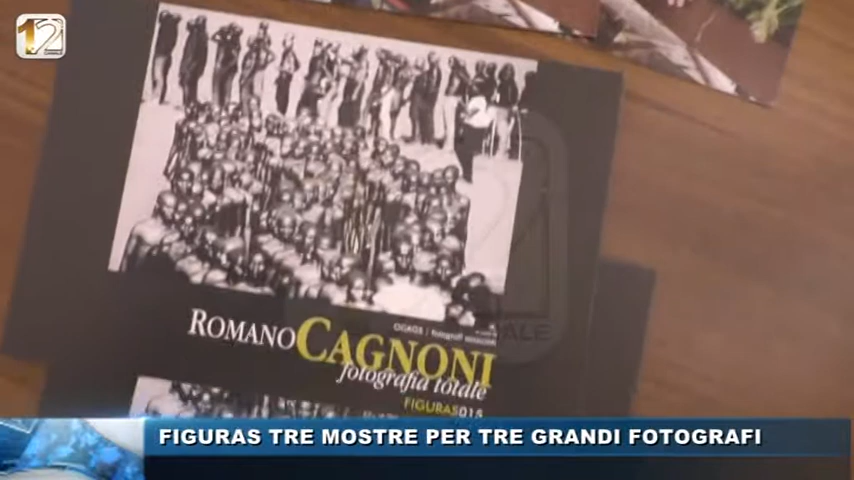 12
ROMANO CAGNONI
fotografia totale
FIGURAS015
FIGURAS TRE MOSTRE PER TRE GRANDI FOTOGRAFI